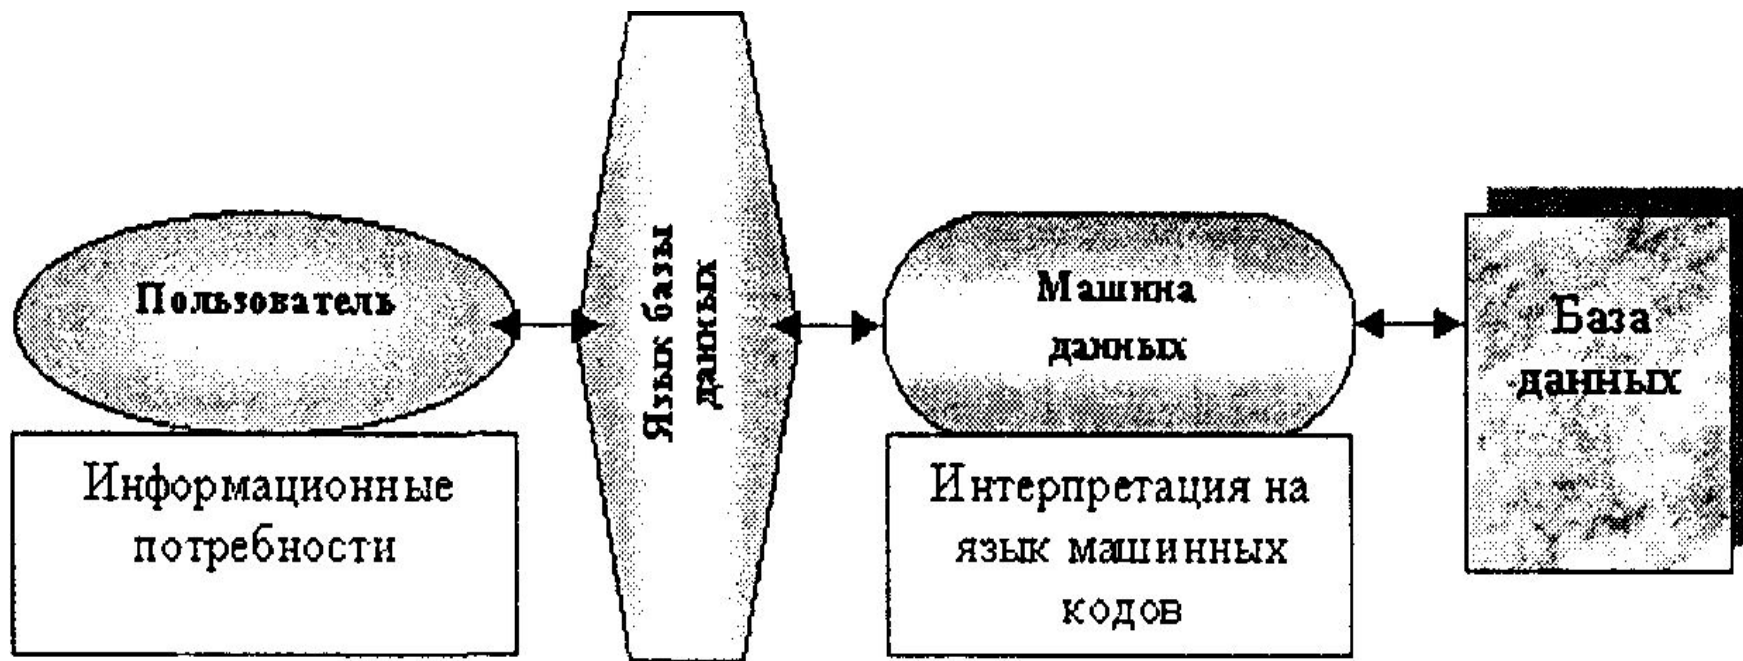 Пользователь
Информационные
потребности
Язык базы
данных
Машина
данных
Интерпретация на
язык машинных
кодов
База
данных